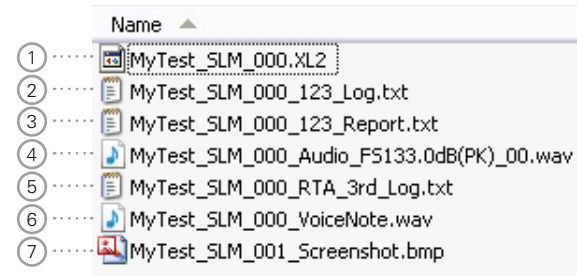 Name
1 MyTest_SLM_000.XL2
2 MyTest_SLM_000_123_Log.txt
3 MyTest_SLM_000_123_Report.txt
4 MyTest_SLM_000_Audio_FS133.0dB(PK)_00.wav
5 MyTest_SLM_000_RTA_3rd_Log.txt
6 MyTest_SLM_000_VoiceNote.wav
7 MyTest_SLM_001_Screenshot.bmp